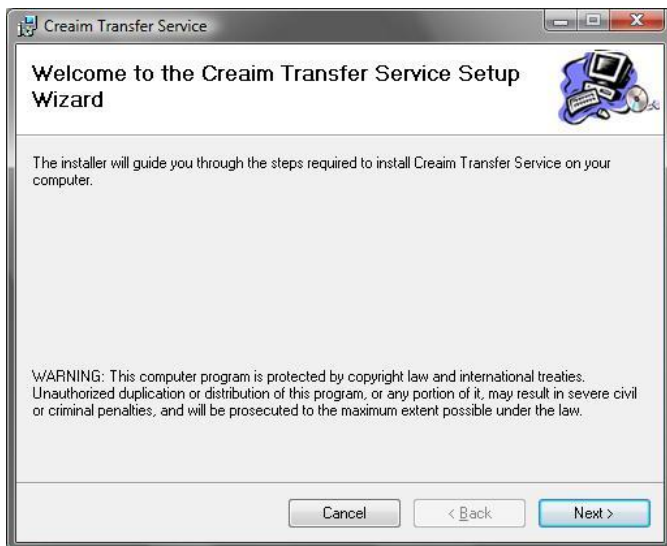 Creaim Transfer Service
Welcome to the Creaim Transfer Service Setup
Wizard
The installer will guide you through the steps required to install Creaim Transfer Service on your
computer.
WARNING: This computer program is protected by copyright law and international treaties.
Unauthorized duplication or distribution of this program, or any portion of it, may result in severe civil
or criminal penalties, and will be prosecuted to the maximum extent possible under the law.
Cancel
< Back
Next >